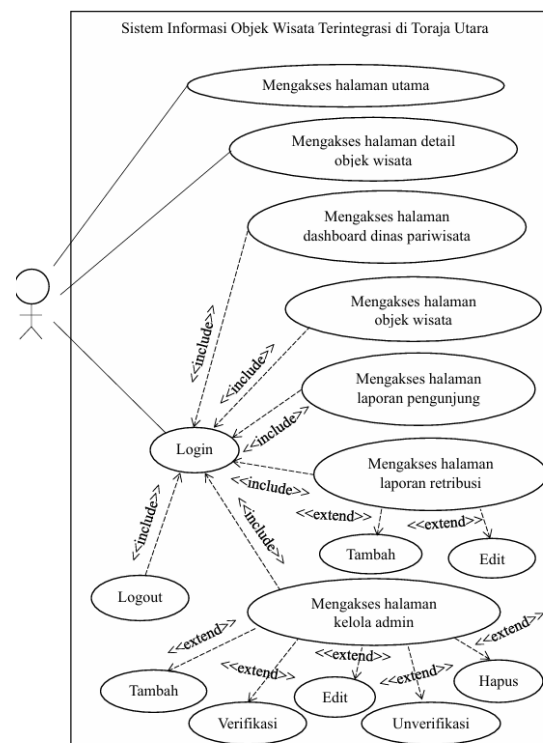 Sistem Informasi Objek Wisata Terintegrasi di Toraja Utara
Mengakses halaman utama
Mengakses halaman detail
objek wisata
Mengakses halaman
dashboard dinas pariwisata
Mengakses halaman
objek wisata
<<include>>
<<include>>
Mengakses halaman
laporan pengunjung
<<include>>
Login
Mengakses halaman
laporan retribusi
<<include>>
<<extend>>
<<extend>>
<<include>>
<<include>>
Tambah
Edit
Logout
Mengakses halaman
kelola admin
<<extend>>
<<extend>>
<<extend>>
<<extend>>
<<extend>>
Tambah
Verifikasi
Edit
Unverifikasi
Hapus